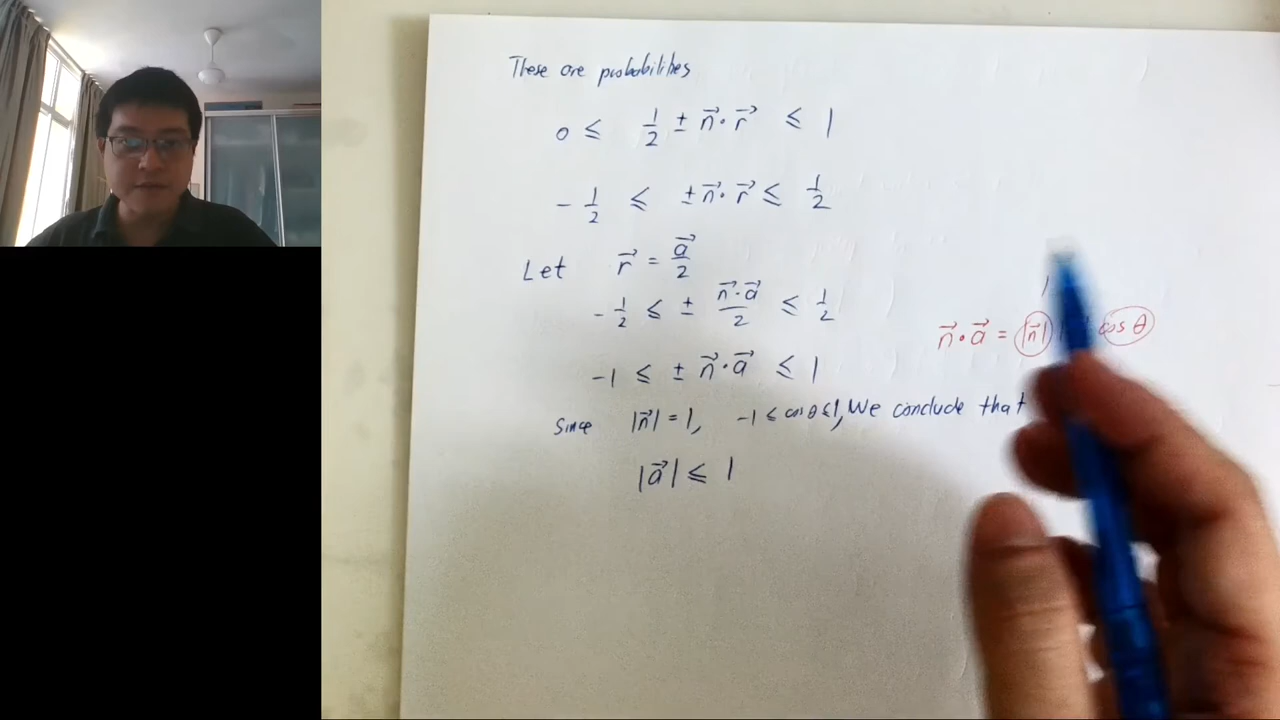 These are probabilities
0 ≤ 1/2 ± n⃗·r⃗ ≤ 1
-1/2 ≤ ±n⃗·r⃗ ≤ 1/2
Let r⃗ = a⃗/2
-1/2 ≤ ± n⃗·a⃗/2 ≤ 1/2
n⃗·a⃗ = |n⃗| cos θ
-1 ≤ ± n⃗·a⃗ ≤ 1
Since |n⃗| = 1, -1 ≤ cos θ ≤ 1, We conclude that
|a⃗| ≤ 1